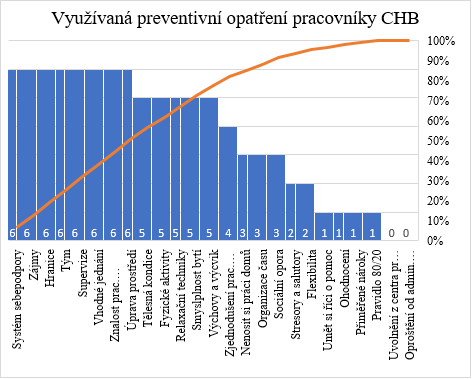 Využívaná preventivní opatření pracovníky CHB
100%
90%
80%
70%
60%
50%
40%
30%
20%
10%
0%
6 6 6 6 6 6 6 5 5 5 5 5 5 4 3 3 3 2 2 1 1 1 1 0 0
Systém sebepodpory
Zájmy
Hranice
Tým
Supervize
Vhodné jednání
Znalost prac.…
Úprava prostředí
Tělesná kondice
Fyzické aktivity
Relaxační techniky
Smyslplnost bytí
Výchovy a výcvik
Zjednodušení prac.…
Nenosit si práci domů
Organizace času
Sociální opora
Stresory a salutory
Flexibilita
Umět si říci o pomoc
Ohodnocení
Přiměřené nároky
Pravidlo 80/20
Uvolnění z centra pr…
Oproštění od admin.…